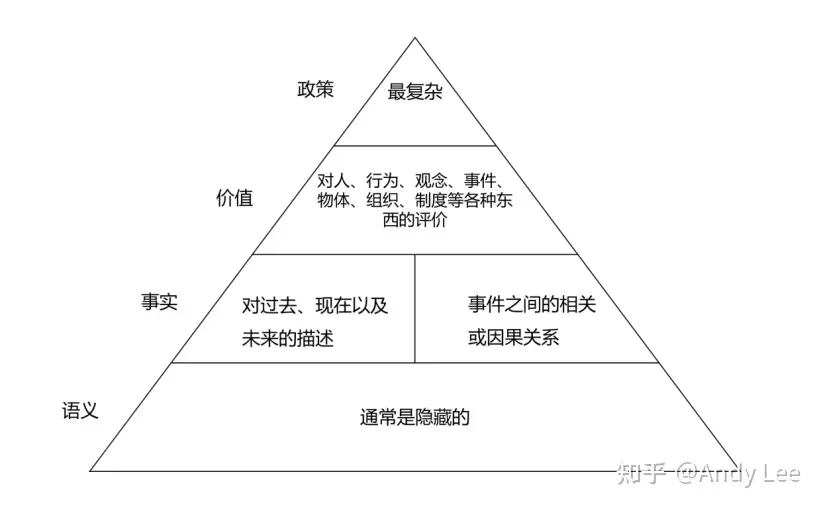 政策
最复杂
价值
对人、行为、观念、事件、
物体、组织、制度等各种东
西的评价
事实
对过去、现在以及
未来的描述
事件之间的相关
或因果关系
语义
通常是隐藏的
知乎 @Andy Lee